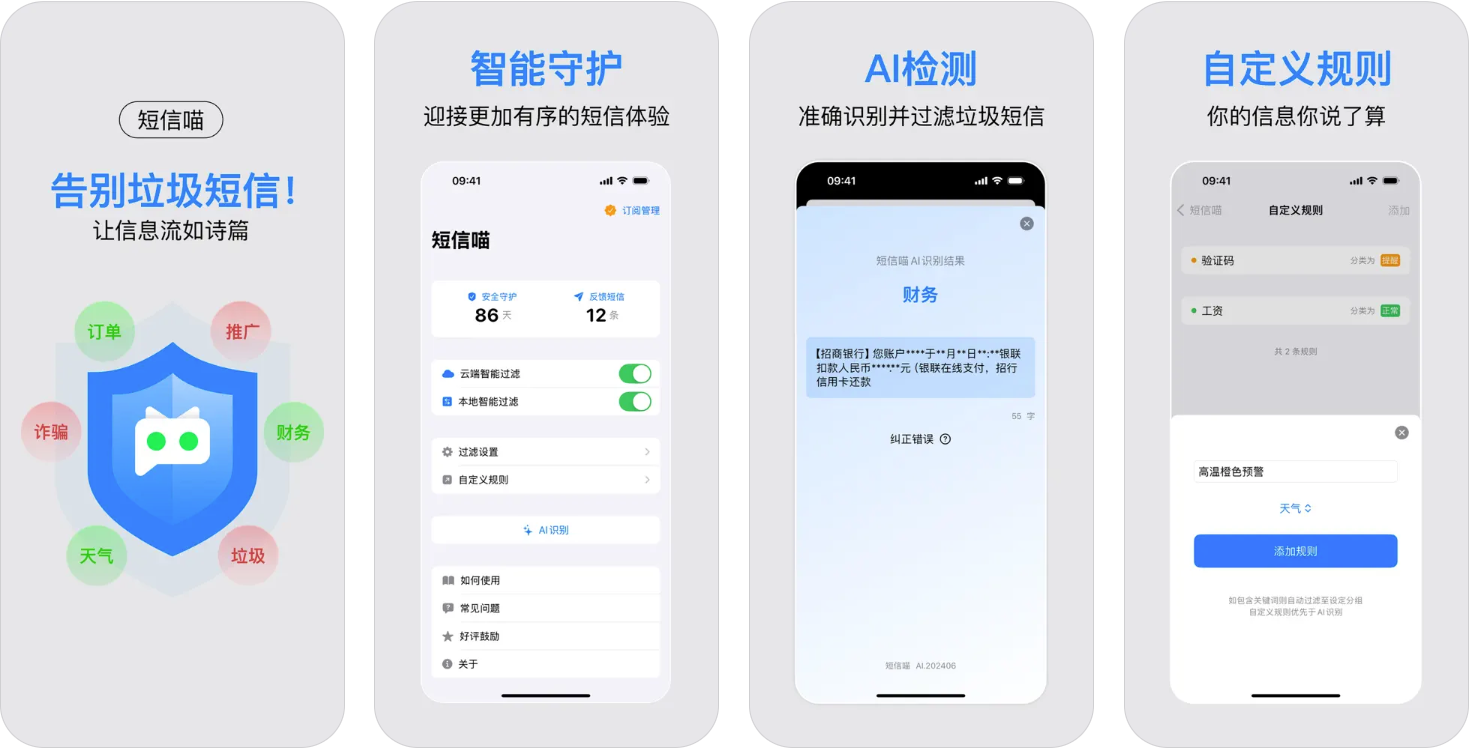 短信喵
告别垃圾短信!
让信息流如诗篇
订单
推广
诈骗
财务
天气
垃圾
智能守护
迎接更加有序的短信体验
09:41
订阅管理
短信喵
安全守护
反馈短信
86 天
12 条
云端智能过滤
本地智能过滤
过滤设置
自定义规则
AI识别
如何使用
常见问题
好评鼓励
关于
AI检测
准确识别并过滤垃圾短信
09:41
短信喵AI识别结果
财务
【招商银行】您账户****于**月**日**:**银联
扣款人民币******元(银联在线支付，招行
信用卡还款
55 字
纠正错误
短信喵 AI.202406
自定义规则
你的信息你说了算
09:41
短信喵
自定义规则
添加
验证码
分类为 提醒
工资
分类为 正常
共 2 条规则
高温橙色预警
天气
添加规则
如包含关键词则自动过滤至设定分组
自定义规则优先于AI识别